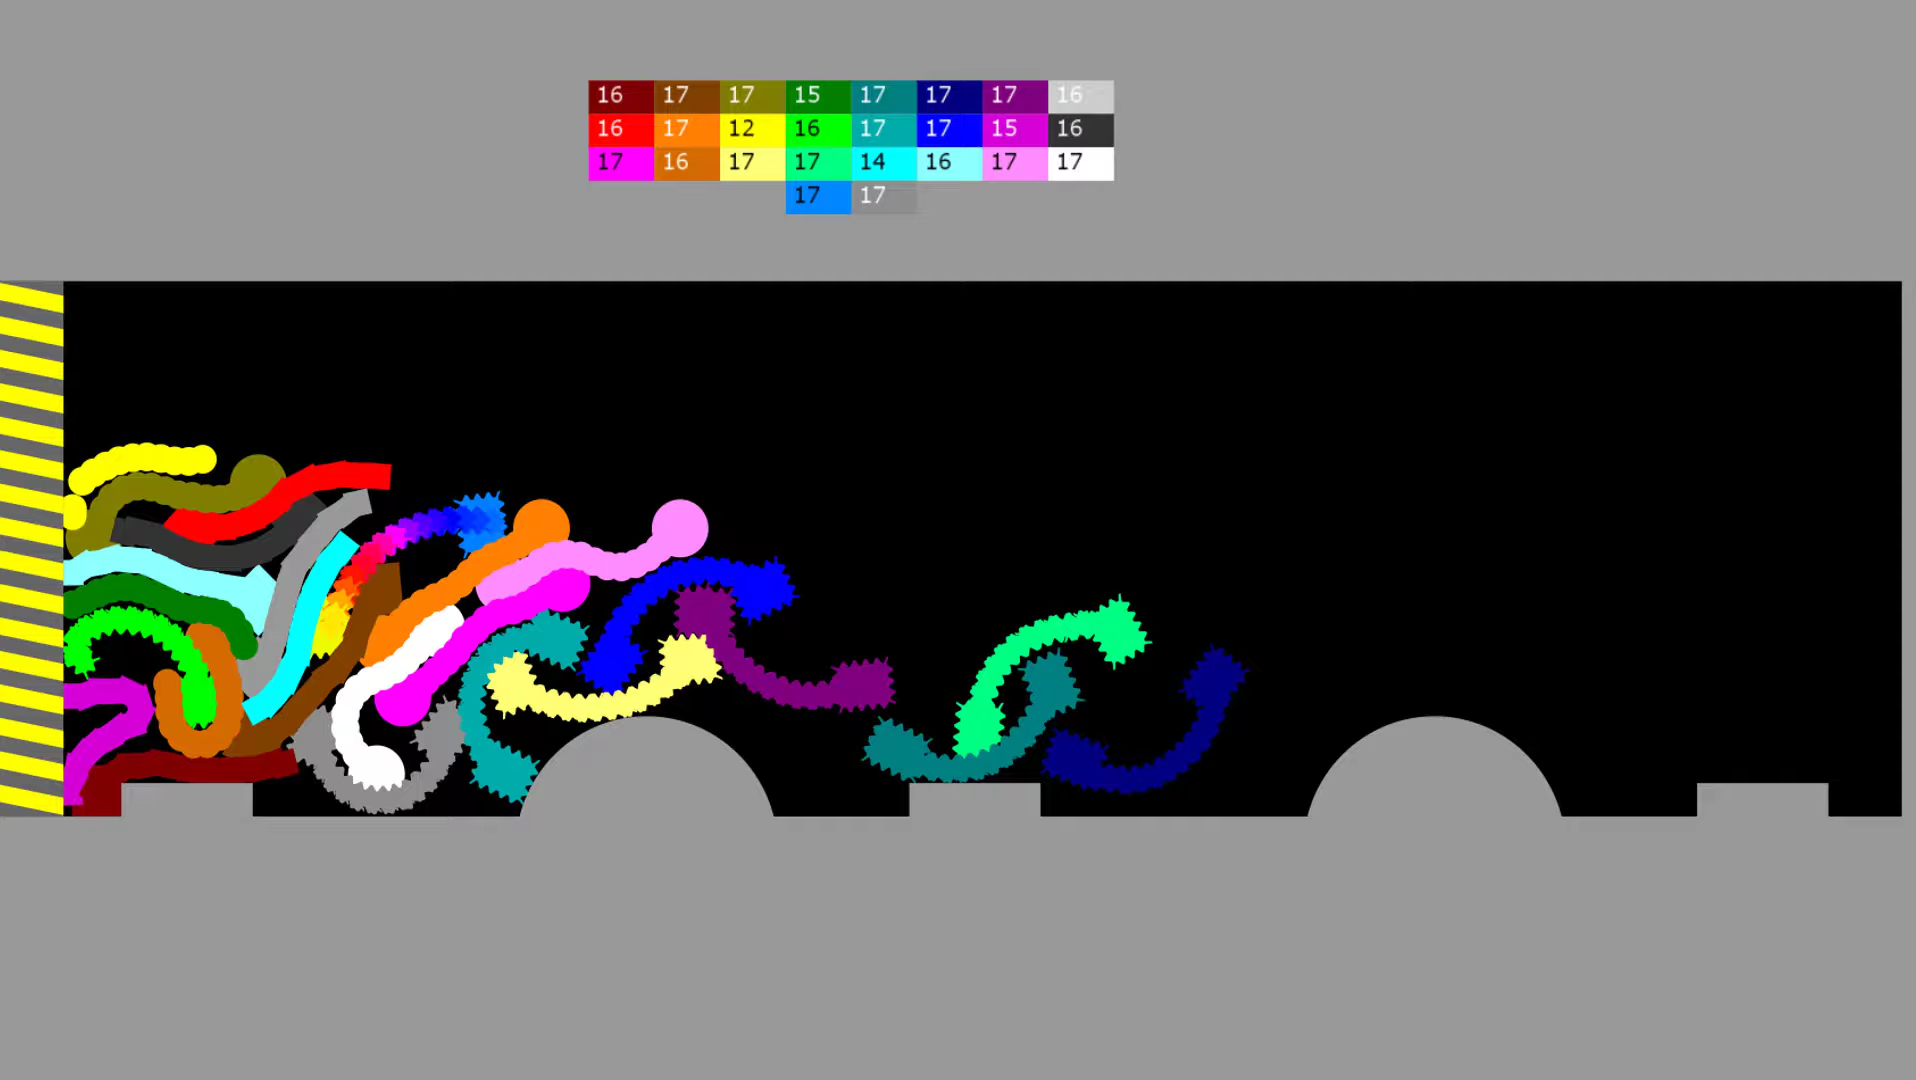 16 17 17 15 17 17 17 16
16 17 12 16 17 17 15 16
17 16 17 17 14 16 17 17
17 17